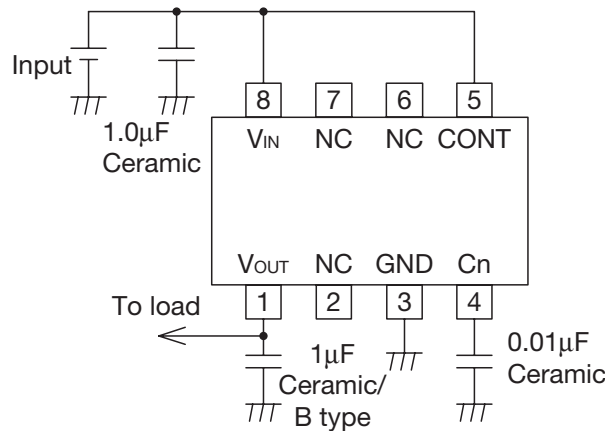 Input
1.0μF
Ceramic
8 7 6 5
VIN NC NC CONT
VOUT NC GND Cn
1 2 3 4
To load
1μF
Ceramic/
B type
0.01μF
Ceramic